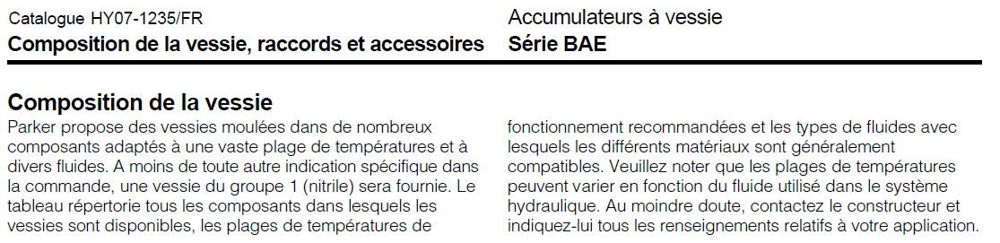 Catalogue HY07-1235/FR
Composition de la vessie, raccords et accessoires
Accumulateurs à vessie
Série BAE
Composition de la vessie
Parker propose des vessies moulées dans de nombreux
composants adaptés à une vaste plage de températures et à
divers fluides. A moins de toute autre indication spécifique dans
la commande, une vessie du groupe 1 (nitrile) sera fournie. Le
tableau répertorie tous les composants dans lesquels les
vessies sont disponibles, les plages de températures de
fonctionnement recommandées et les types de fluides avec
lesquels les différents matériaux sont généralement
compatibles. Veuillez noter que les plages de températures
peuvent varier en fonction du fluide utilisé dans le système
hydraulique. Au moindre doute, contactez le constructeur et
indiquez-lui tous les renseignements relatifs à votre application.